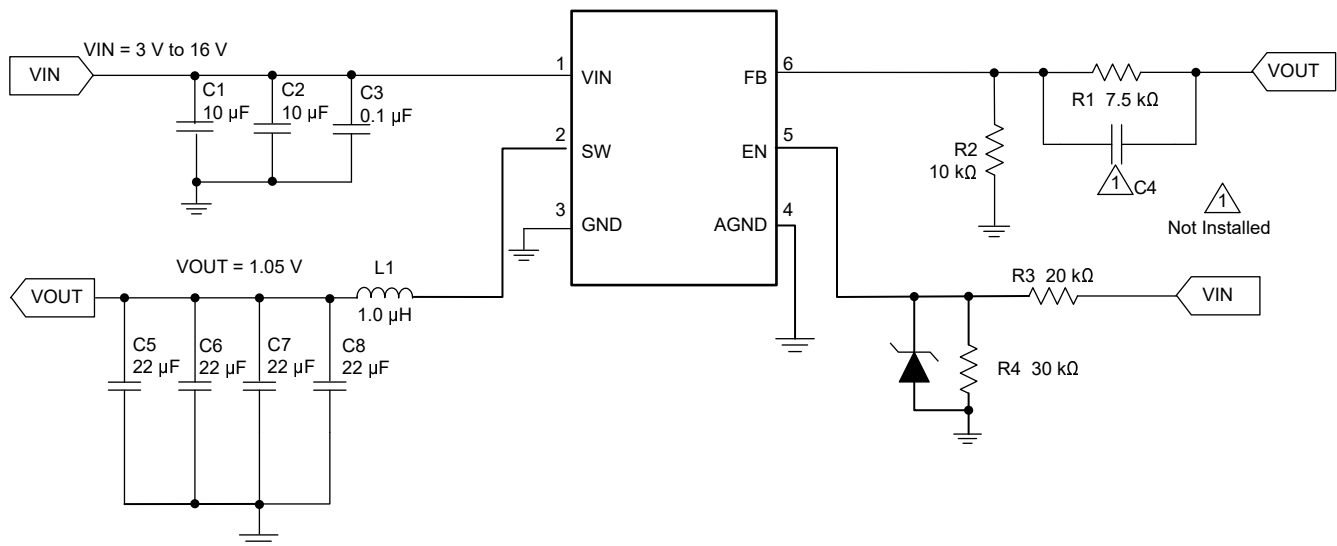 VIN = 3 V to 16 V
VIN
C1
10 µF
C2
10 µF
C3
0.1 µF
1
VIN
2
SW
3
GND
6
FB
5
EN
4
AGND
R2
10 kΩ
R1 7.5 kΩ
VOUT
1
C4
1
Not Installed
VOUT = 1.05 V
VOUT
L1
1.0 µH
C5
22 µF
C6
22 µF
C7
22 µF
C8
22 µF
R3 20 kΩ
VIN
R4 30 kΩ